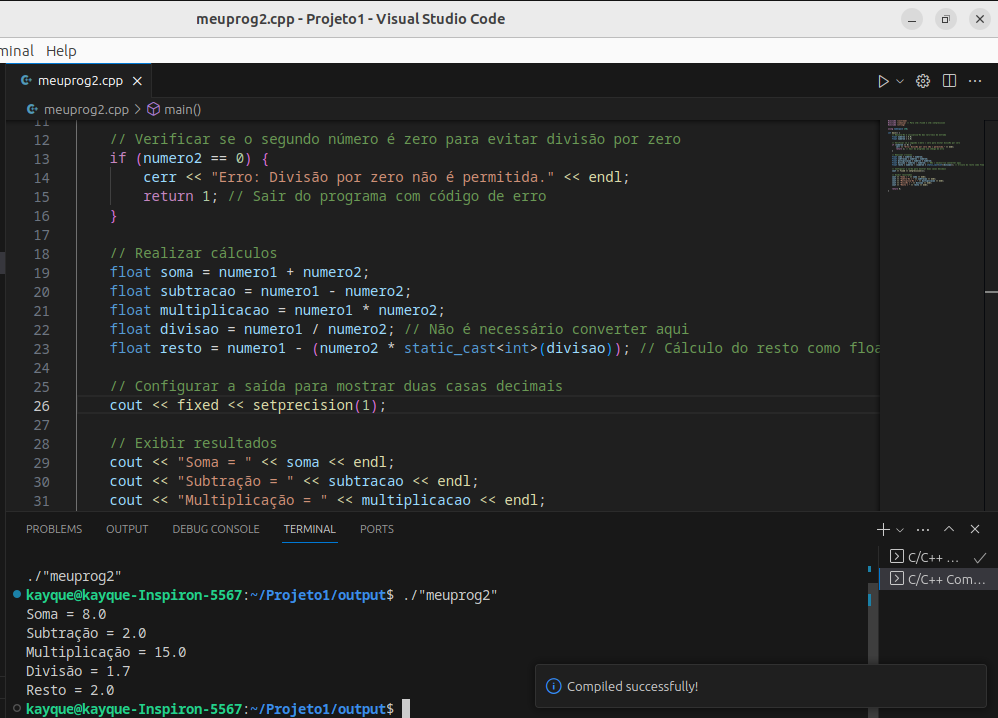 meuprog2.cpp - Projeto1 - Visual Studio Code
minal Help
meuprog2.cpp
meuprog2.cpp > main()
11
12 // Verificar se o segundo número é zero para evitar divisão por zero
13 if (numero2 == 0) {
14 cerr << "Erro: Divisão por zero não é permitida." << endl;
15 return 1; // Sair do programa com código de erro
16 }
17
18 // Realizar cálculos
19 float soma = numero1 + numero2;
20 float subtracao = numero1 - numero2;
21 float multiplicacao = numero1 * numero2;
22 float divisao = numero1 / numero2; // Não é necessário converter aqui
23 float resto = numero1 - (numero2 * static_cast<int>(divisao)); // Cálculo do resto como floa
24
25 // Configurar a saída para mostrar duas casas decimais
26 cout << fixed << setprecision(1);
27
28 // Exibir resultados
29 cout << "Soma = " << soma << endl;
30 cout << "Subtração = " << subtracao << endl;
31 cout << "Multiplicação = " << multiplicacao << endl;
PROBLEMS OUTPUT DEBUG CONSOLE TERMINAL PORTS
C/C++ ...
C/C++ Com...
./"meuprog2"
kayque@kayque-Inspiron-5567:~/Projeto1/output$ ./"meuprog2"
Soma = 8.0
Subtração = 2.0
Multiplicação = 15.0
Divisão = 1.7
Resto = 2.0
kayque@kayque-Inspiron-5567:~/Projeto1/output$
Compiled successfully!